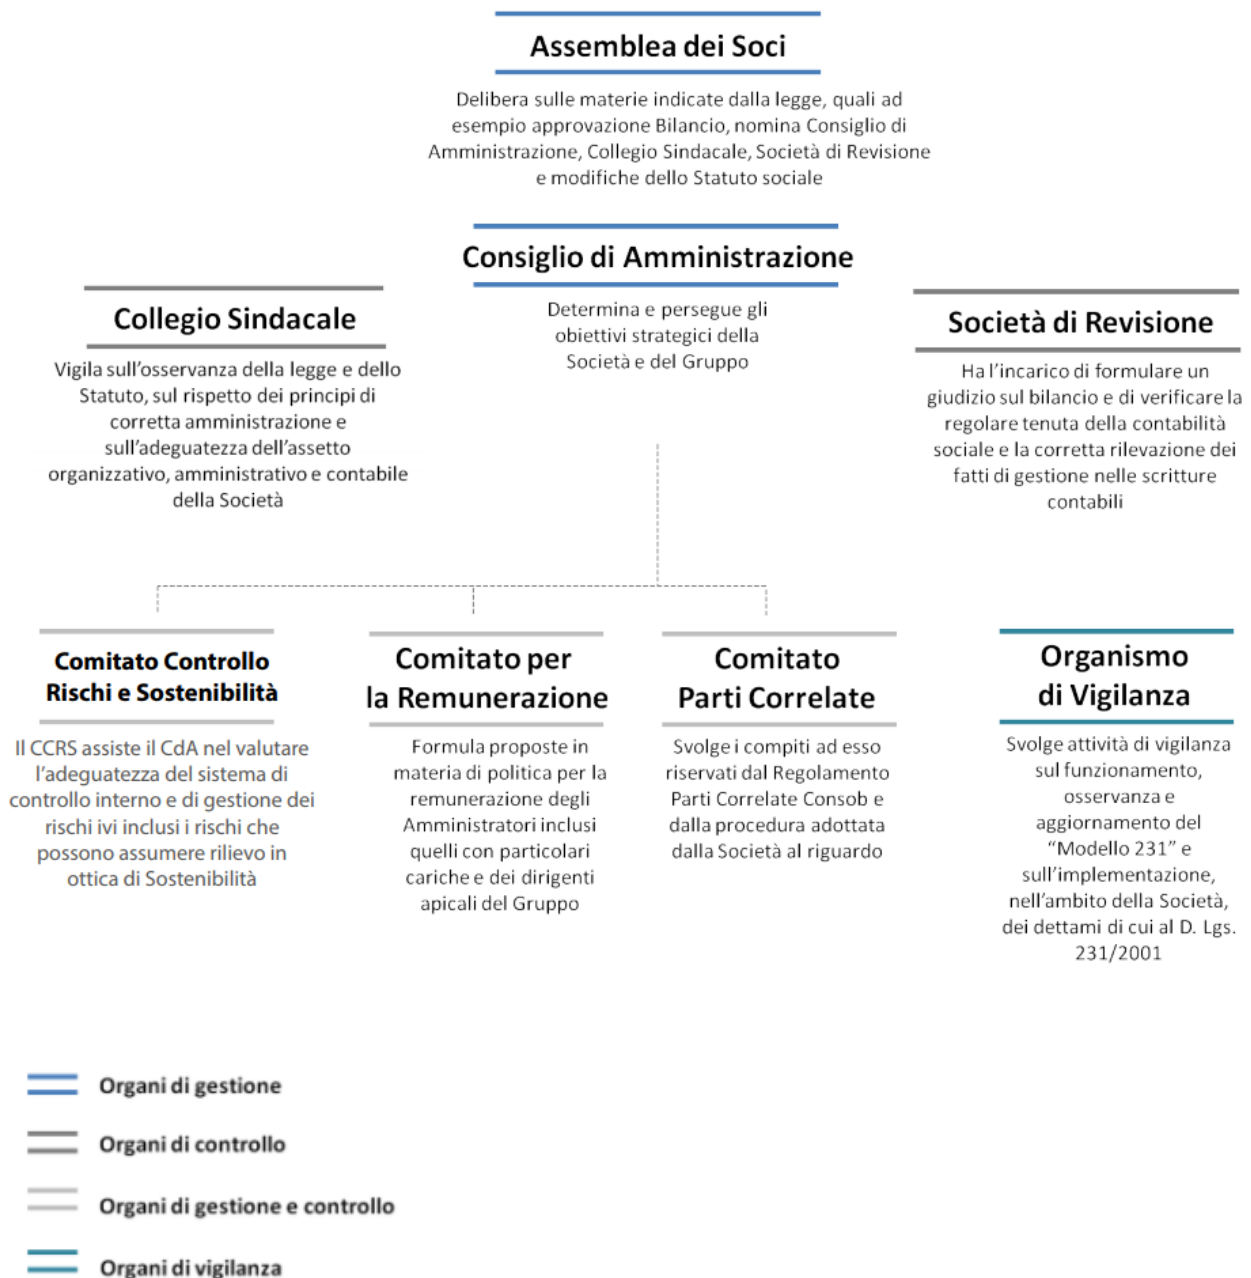 Assemblea dei Soci
Delibera sulle materie indicate dalla legge, quali ad
esempio approvazione Bilancio, nomina Consiglio di
Amministrazione, Collegio Sindacale, Società di Revisione
e modifiche dello Statuto sociale
Consiglio di Amministrazione
Determina e persegue gli
obiettivi strategici della
Società e del Gruppo
Collegio Sindacale
Vigila sull’osservanza della legge e dello
Statuto, sul rispetto dei principi di
corretta amministrazione e
sull’adeguatezza dell’assetto
organizzativo, amministrativo e contabile
della Società
Società di Revisione
Ha l’incarico di formulare un
giudizio sul bilancio e di verificare la
regolare tenuta della contabilità
sociale e la corretta rilevazione dei
fatti di gestione nelle scritture
contabili
Comitato Controllo
Rischi e Sostenibilità
Il CCRS assiste il CdA nel valutare
l’adeguatezza del sistema di
controllo interno e di gestione dei
rischi ivi inclusi i rischi che
possono assumere rilievo in
ottica di Sostenibilità
Comitato per
la Remunerazione
Formula proposte in
materia di politica per la
remunerazione degli
Amministratori inclusi
quelli con particolari
cariche e dei dirigenti
apicali del Gruppo
Comitato
Parti Correlate
Svolge i compiti ad esso
riservati dal Regolamento
Parti Correlate Consob e
dalla procedura adottata
dalla Società al riguardo
Organismo
di Vigilanza
Svolge attività di vigilanza
sul funzionamento,
osservanza e
aggiornamento del
“Modello 231” e
sull’implementazione,
nell’ambito della Società,
dei dettami di cui al D. Lgs.
231/2001
Organi di gestione
Organi di controllo
Organi di gestione e controllo
Organi di vigilanza